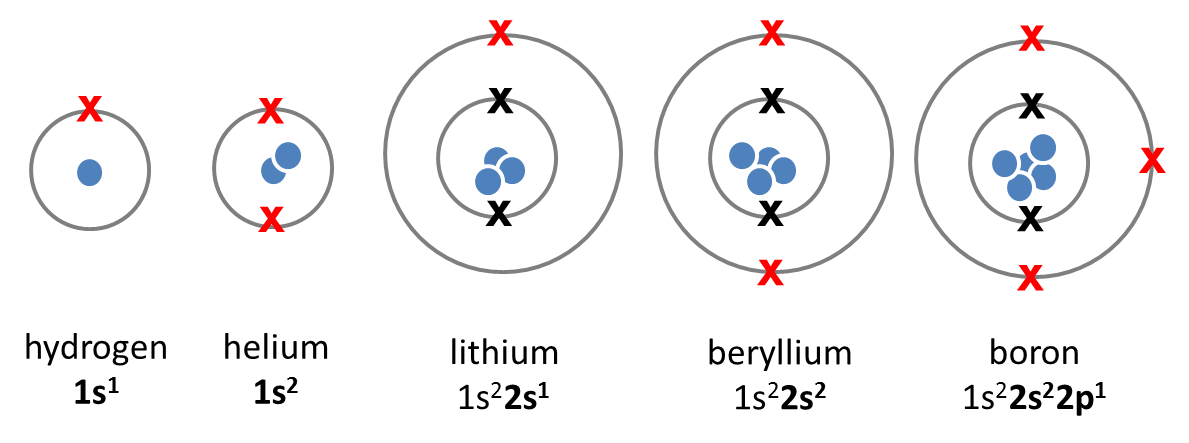 hydrogen
1s¹
helium
1s²
lithium
1s²2s¹
beryllium
1s²2s²
boron
1s²2s²2p¹